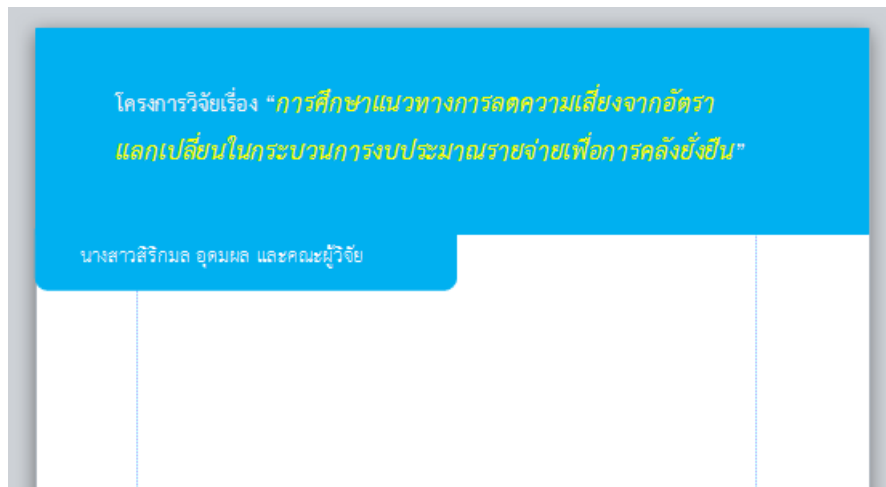 โครงการวิจัยเรื่อง “การศึกษาแนวทางการลดความเสี่ยงจากอัตรา
แลกเปลี่ยนในกระบวนการงบประมาณรายจ่ายเพื่อการคลังยั่งยืน”
นางสาวสิริกมล อุดมผล และคณะผู้วิจัย